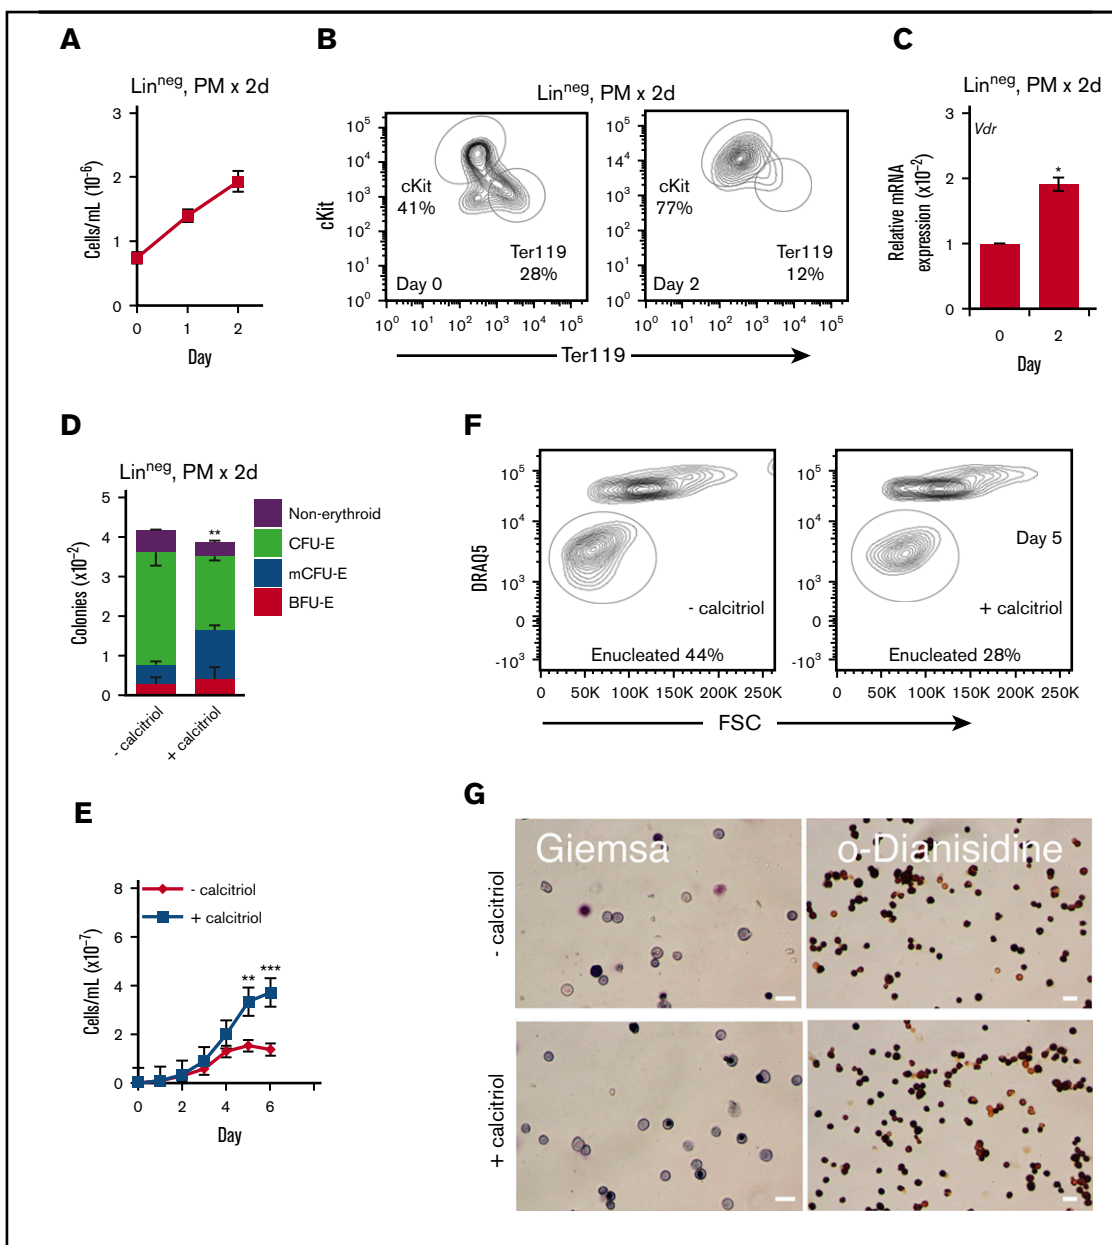 A
Lin^neg, PM x 2d
Cells/mL (10^-6)
3
2
1
0
0 1 2
Day
B
Lin^neg, PM x 2d
cKit
10^5
10^4
10^3
10^2
10^1
10^0
cKit
41%
Ter119
28%
Day 0
10^0 10^1 10^2 10^3 10^4 10^5
10^5
10^4
10^3
10^2
10^1
10^0
cKit
77%
Ter119
12%
Day 2
10^0 10^1 10^2 10^3 10^4 10^5
Ter119
C
Lin^neg, PM x 2d
Relative mRNA
expression (x10^-2)
3
2
1
0
Vdr
*
0 2
Day
D
Lin^neg, PM x 2d
Colonies (x10^-2)
5
4
3
2
1
0
**
- calcitriol
+ calcitriol
Non-erythroid
CFU-E
mCFU-E
BFU-E
E
Cells/mL (x10^-7)
8
6
4
2
0
- calcitriol
+ calcitriol
** ***
0 2 4 6
Day
F
DRAQ5
10^5
10^4
10^3
0
-10^3
- calcitriol
Enucleated 44%
0 50K 100K 150K 200K 250K
10^5
10^4
10^3
0
-10^3
Day 5
+ calcitriol
Enucleated 28%
0 50K 100K 150K 200K 250K
FSC
G
Giemsa
o-Dianisidine
- calcitriol
+ calcitriol